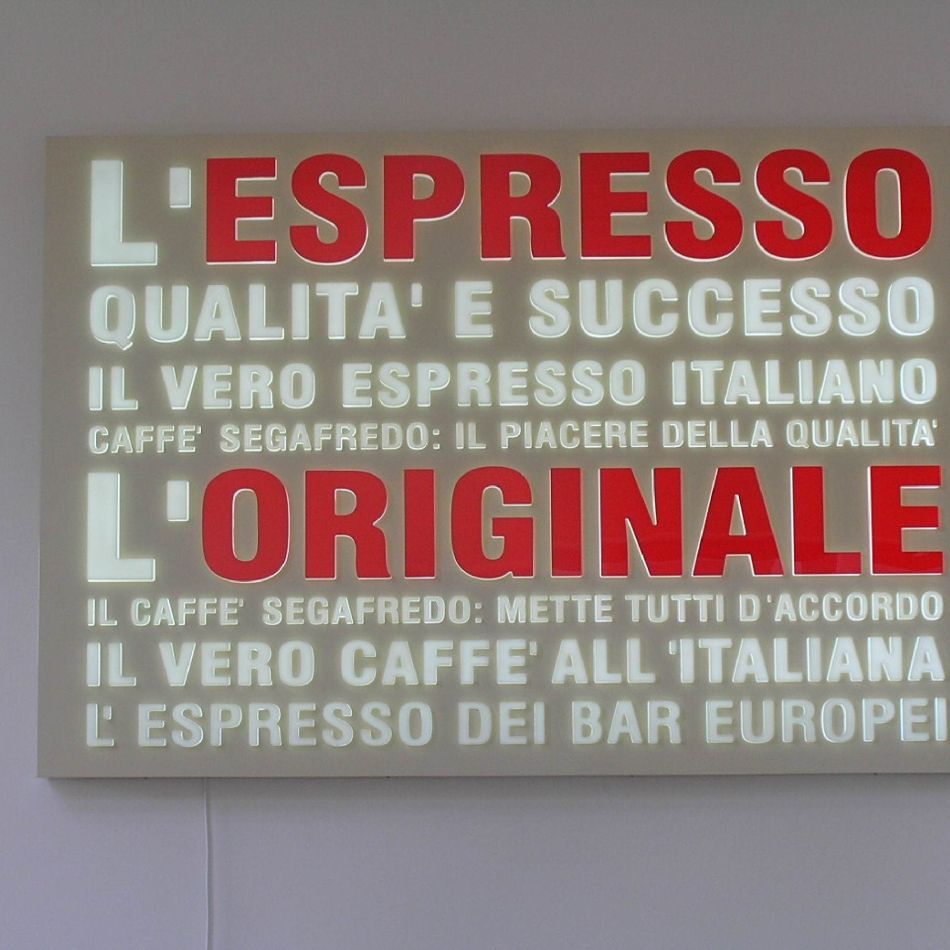 L'ESPRESSO
QUALITA' E SUCCESSO
IL VERO ESPRESSO ITALIANO
CAFFE' SEGAFREDO: IL PIACERE DELLA QUALITA'
L'ORIGINALE
IL CAFFE' SEGAFREDO: METTE TUTTI D'ACCORDO
IL VERO CAFFE' ALL'ITALIANA
L'ESPRESSO DEI BAR EUROPEI